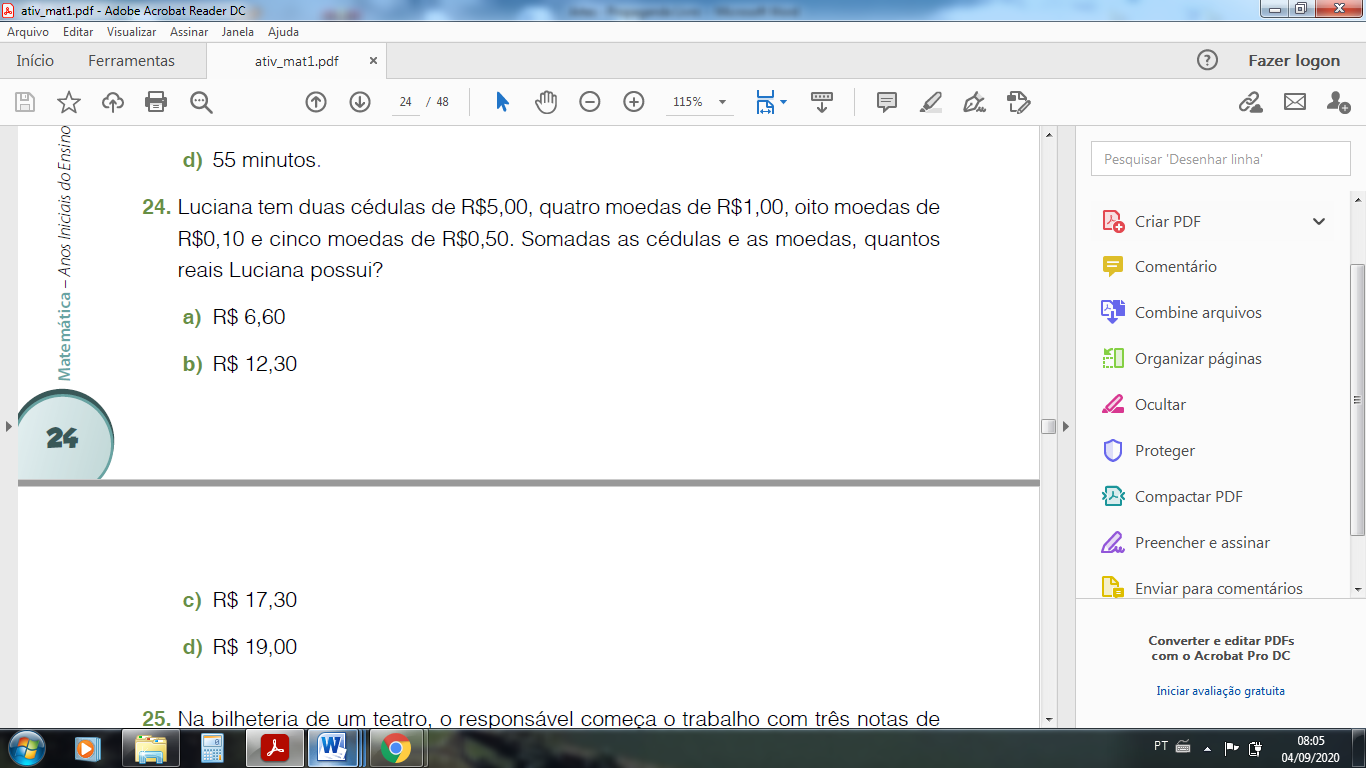 ativ_mat1.pdf - Adobe Acrobat Reader DC
Arquivo Editar Visualizar Assinar Janela Ajuda
Início Ferramentas ativ_mat1.pdf × Fazer logon
24 / 48 115%
Matemática – Anos Iniciais do Ensino
d) 55 minutos.
24. Luciana tem duas cédulas de R$5,00, quatro moedas de R$1,00, oito moedas de
R$0,10 e cinco moedas de R$0,50. Somadas as cédulas e as moedas, quantos
reais Luciana possui?
a) R$ 6,60
b) R$ 12,30
24
c) R$ 17,30
d) R$ 19,00
25. Na bilheteria de um teatro, o responsável começa o trabalho com três notas de
Pesquisar 'Desenhar linha'
Criar PDF
Comentário
Combine arquivos
Organizar páginas
Ocultar
Proteger
Compactar PDF
Preencher e assinar
Enviar para comentários
Converter e editar PDFs
com o Acrobat Pro DC
Iniciar avaliação gratuita
PT
08:05
04/09/2020